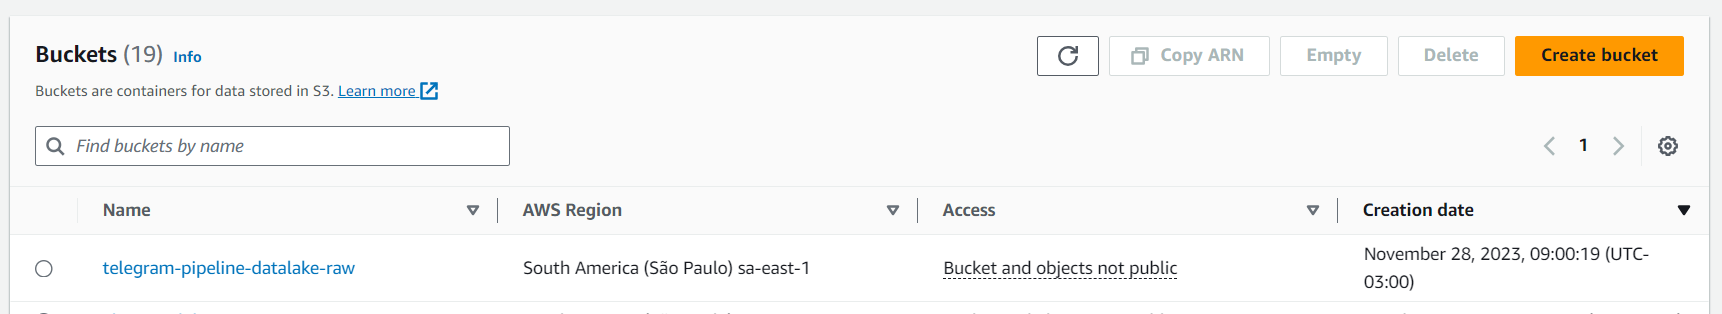 Buckets (19) Info
Buckets are containers for data stored in S3. Learn more
Copy ARN
Empty
Delete
Create bucket
Find buckets by name
1
Name
AWS Region
Access
Creation date
telegram-pipeline-datalake-raw
South America (São Paulo) sa-east-1
Bucket and objects not public
November 28, 2023, 09:00:19 (UTC-
03:00)